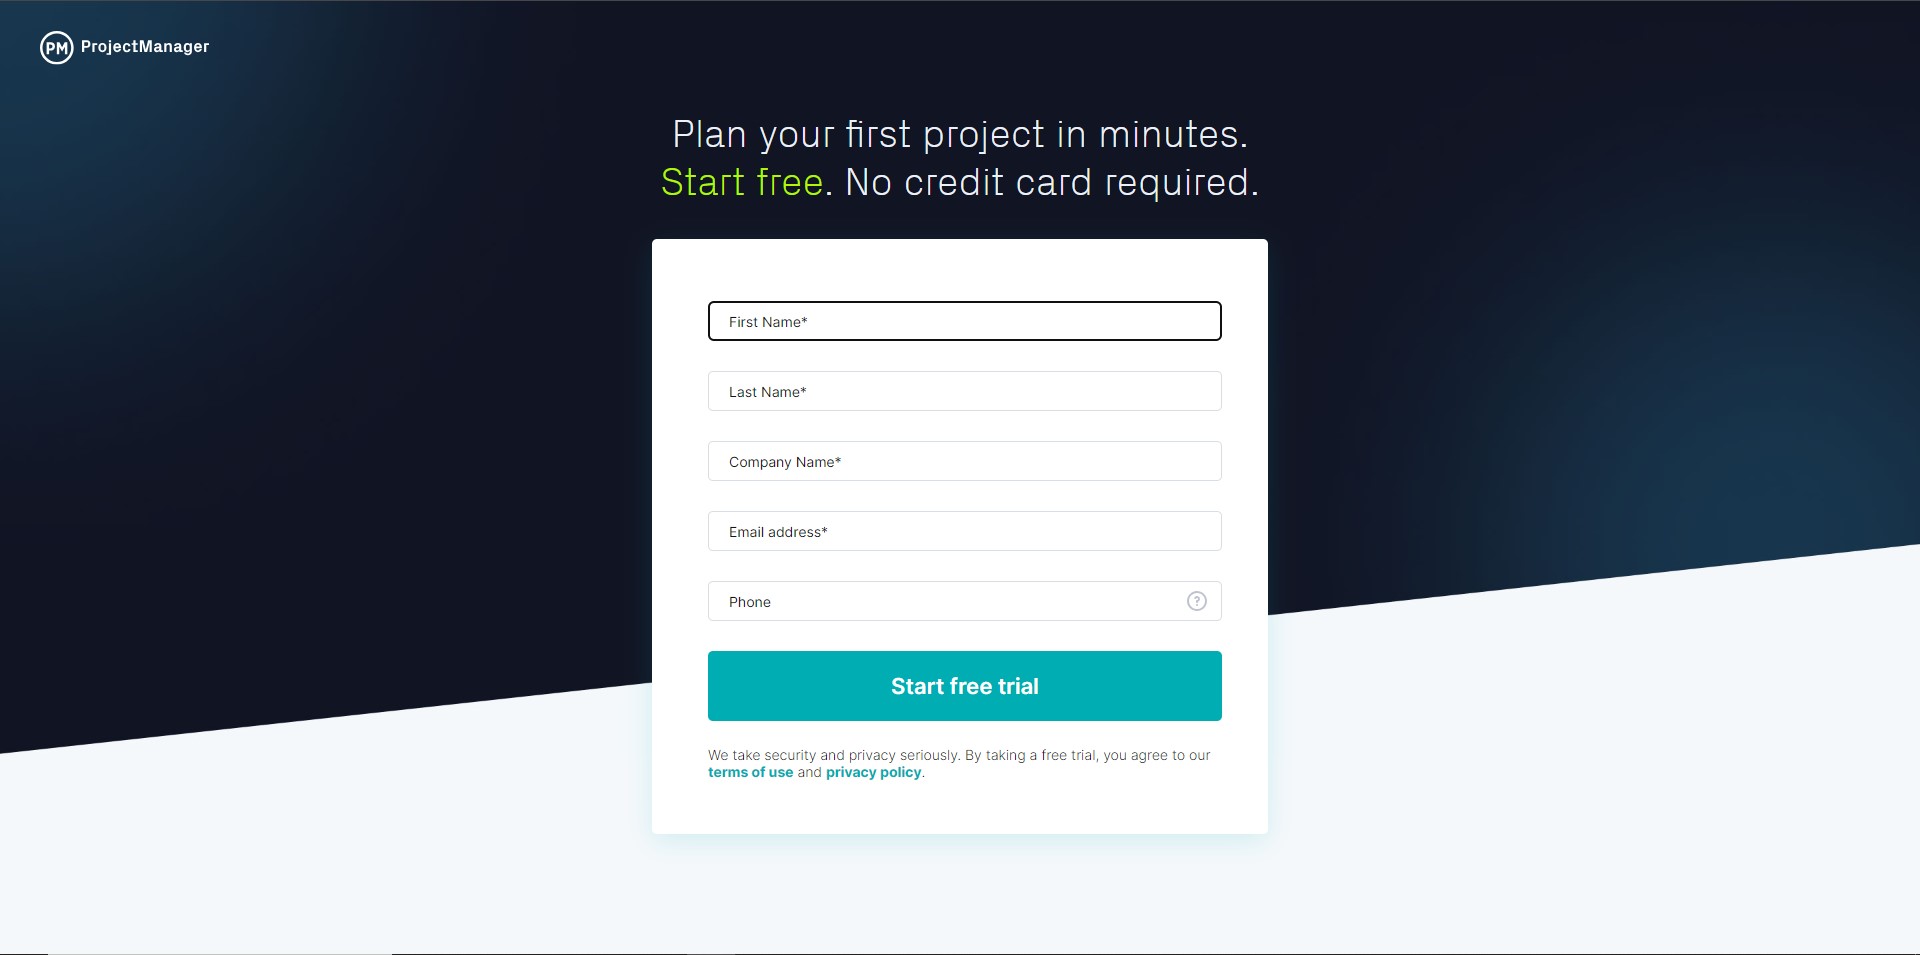 PM ProjectManager
Plan your first project in minutes.
Start free. No credit card required.
First Name*
Last Name*
Company Name*
Email address*
Phone ?
Start free trial
We take security and privacy seriously. By taking a free trial, you agree to our
terms of use and privacy policy.